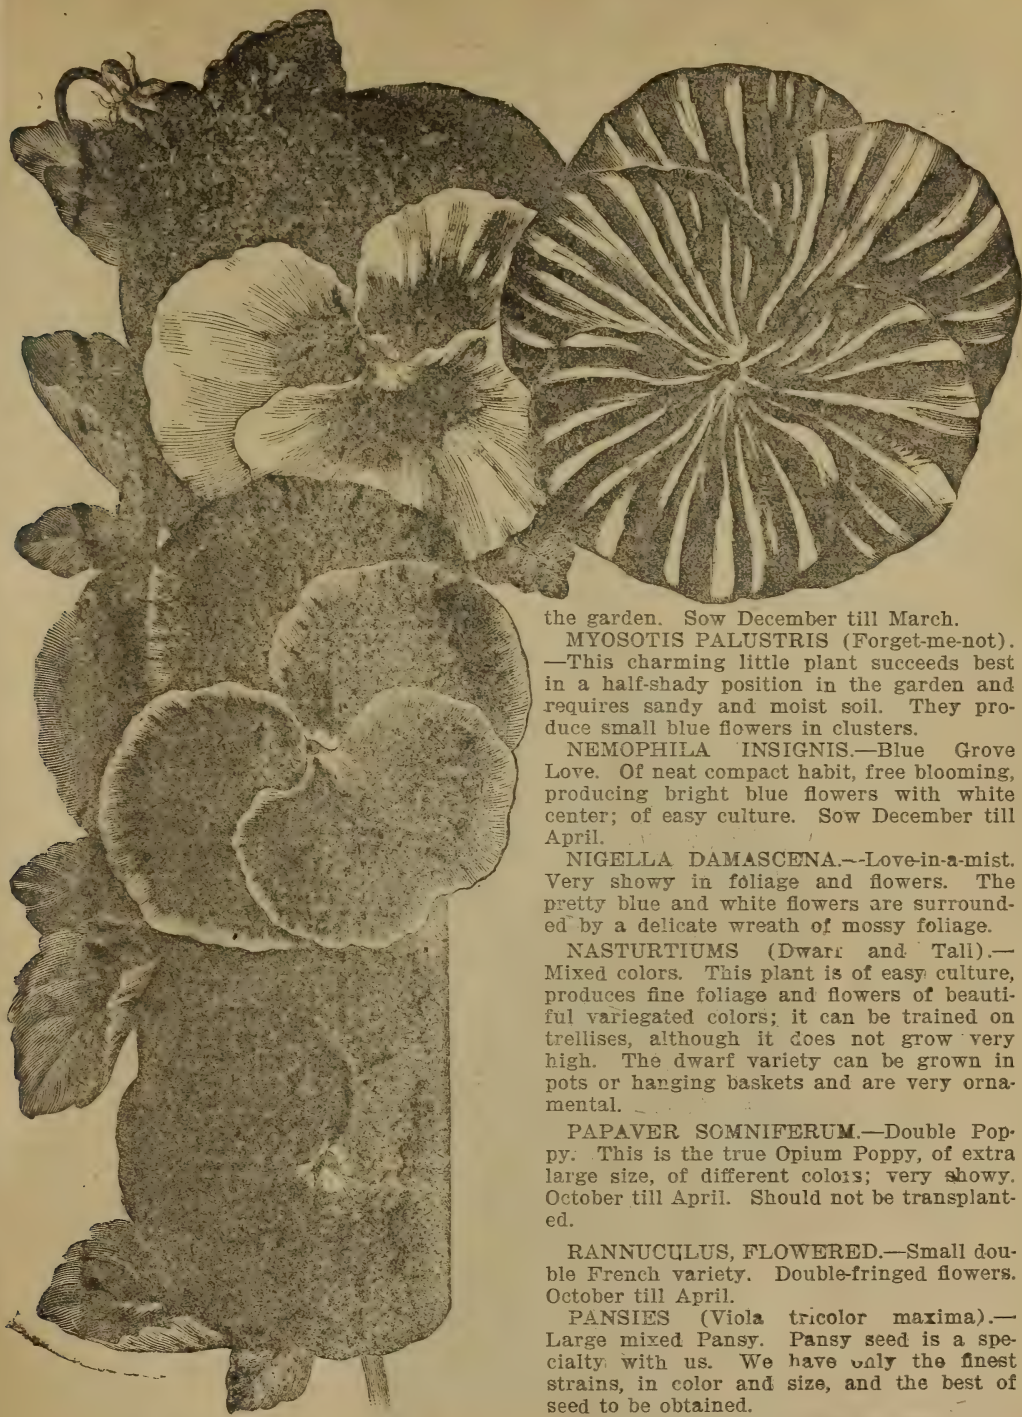 the garden. Sow December till March.
MYOSOTIS PALUSTRIS (Forget-me-not).
—This charming little plant succeeds best
in a half-shady position in the garden and
requires sandy and moist soil. They pro-
duce small blue flowers in clusters.
NEMOPHILA INSIGNIS.—Blue Grove
Love. Of neat compact habit, free blooming,
producing bright blue flowers with white
center; of easy culture. Sow December till
April.
NIGELLA DAMASCENA.--Love-in-a-mist.
Very showy in foliage and flowers. The
pretty blue and white flowers are surround-
ed by a delicate wreath of mossy foliage.
NASTURTIUMS (Dwarf and Tall).—
Mixed colors. This plant is of easy culture,
produces fine foliage and flowers of beauti-
ful variegated colors; it can be trained on
trellises, although it does not grow very
high. The dwarf variety can be grown in
pots or hanging baskets and are very orna-
mental.
PAPAVER SOMNIFERUM.—Double Pop-
py. This is the true Opium Poppy, of extra
large size, of different colors; very showy.
October till April. Should not be transplant-
ed.
RANNUCULUS, FLOWERED.—Small dou-
ble French variety. Double-fringed flowers.
October till April.
PANSIES (Viola tricolor maxima).—
Large mixed Pansy. Pansy seed is a spe-
cialty with us. We have only the finest
strains, in color and size, and the best of
seed to be obtained.